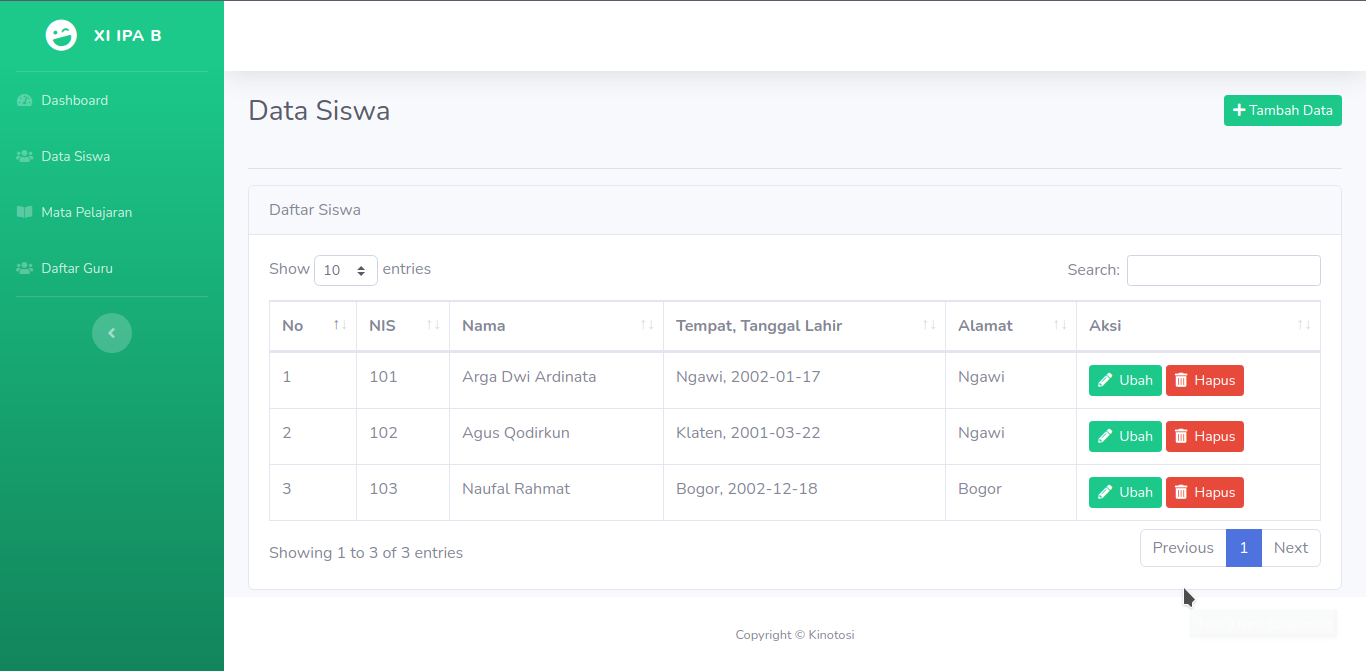 XI IPA B
Dashboard
Data Siswa
Mata Pelajaran
Daftar Guru
Data Siswa
Tambah Data
Daftar Siswa
Show 10 entries
Search:
No NIS Nama Tempat, Tanggal Lahir Alamat Aksi
1 101 Arga Dwi Ardinata Ngawi, 2002-01-17 Ngawi Ubah Hapus
2 102 Agus Qodirkun Klaten, 2001-03-22 Ngawi Ubah Hapus
3 103 Naufal Rahmat Bogor, 2002-12-18 Bogor Ubah Hapus
Showing 1 to 3 of 3 entries
Previous 1 Next
Copyright © Kinotosi